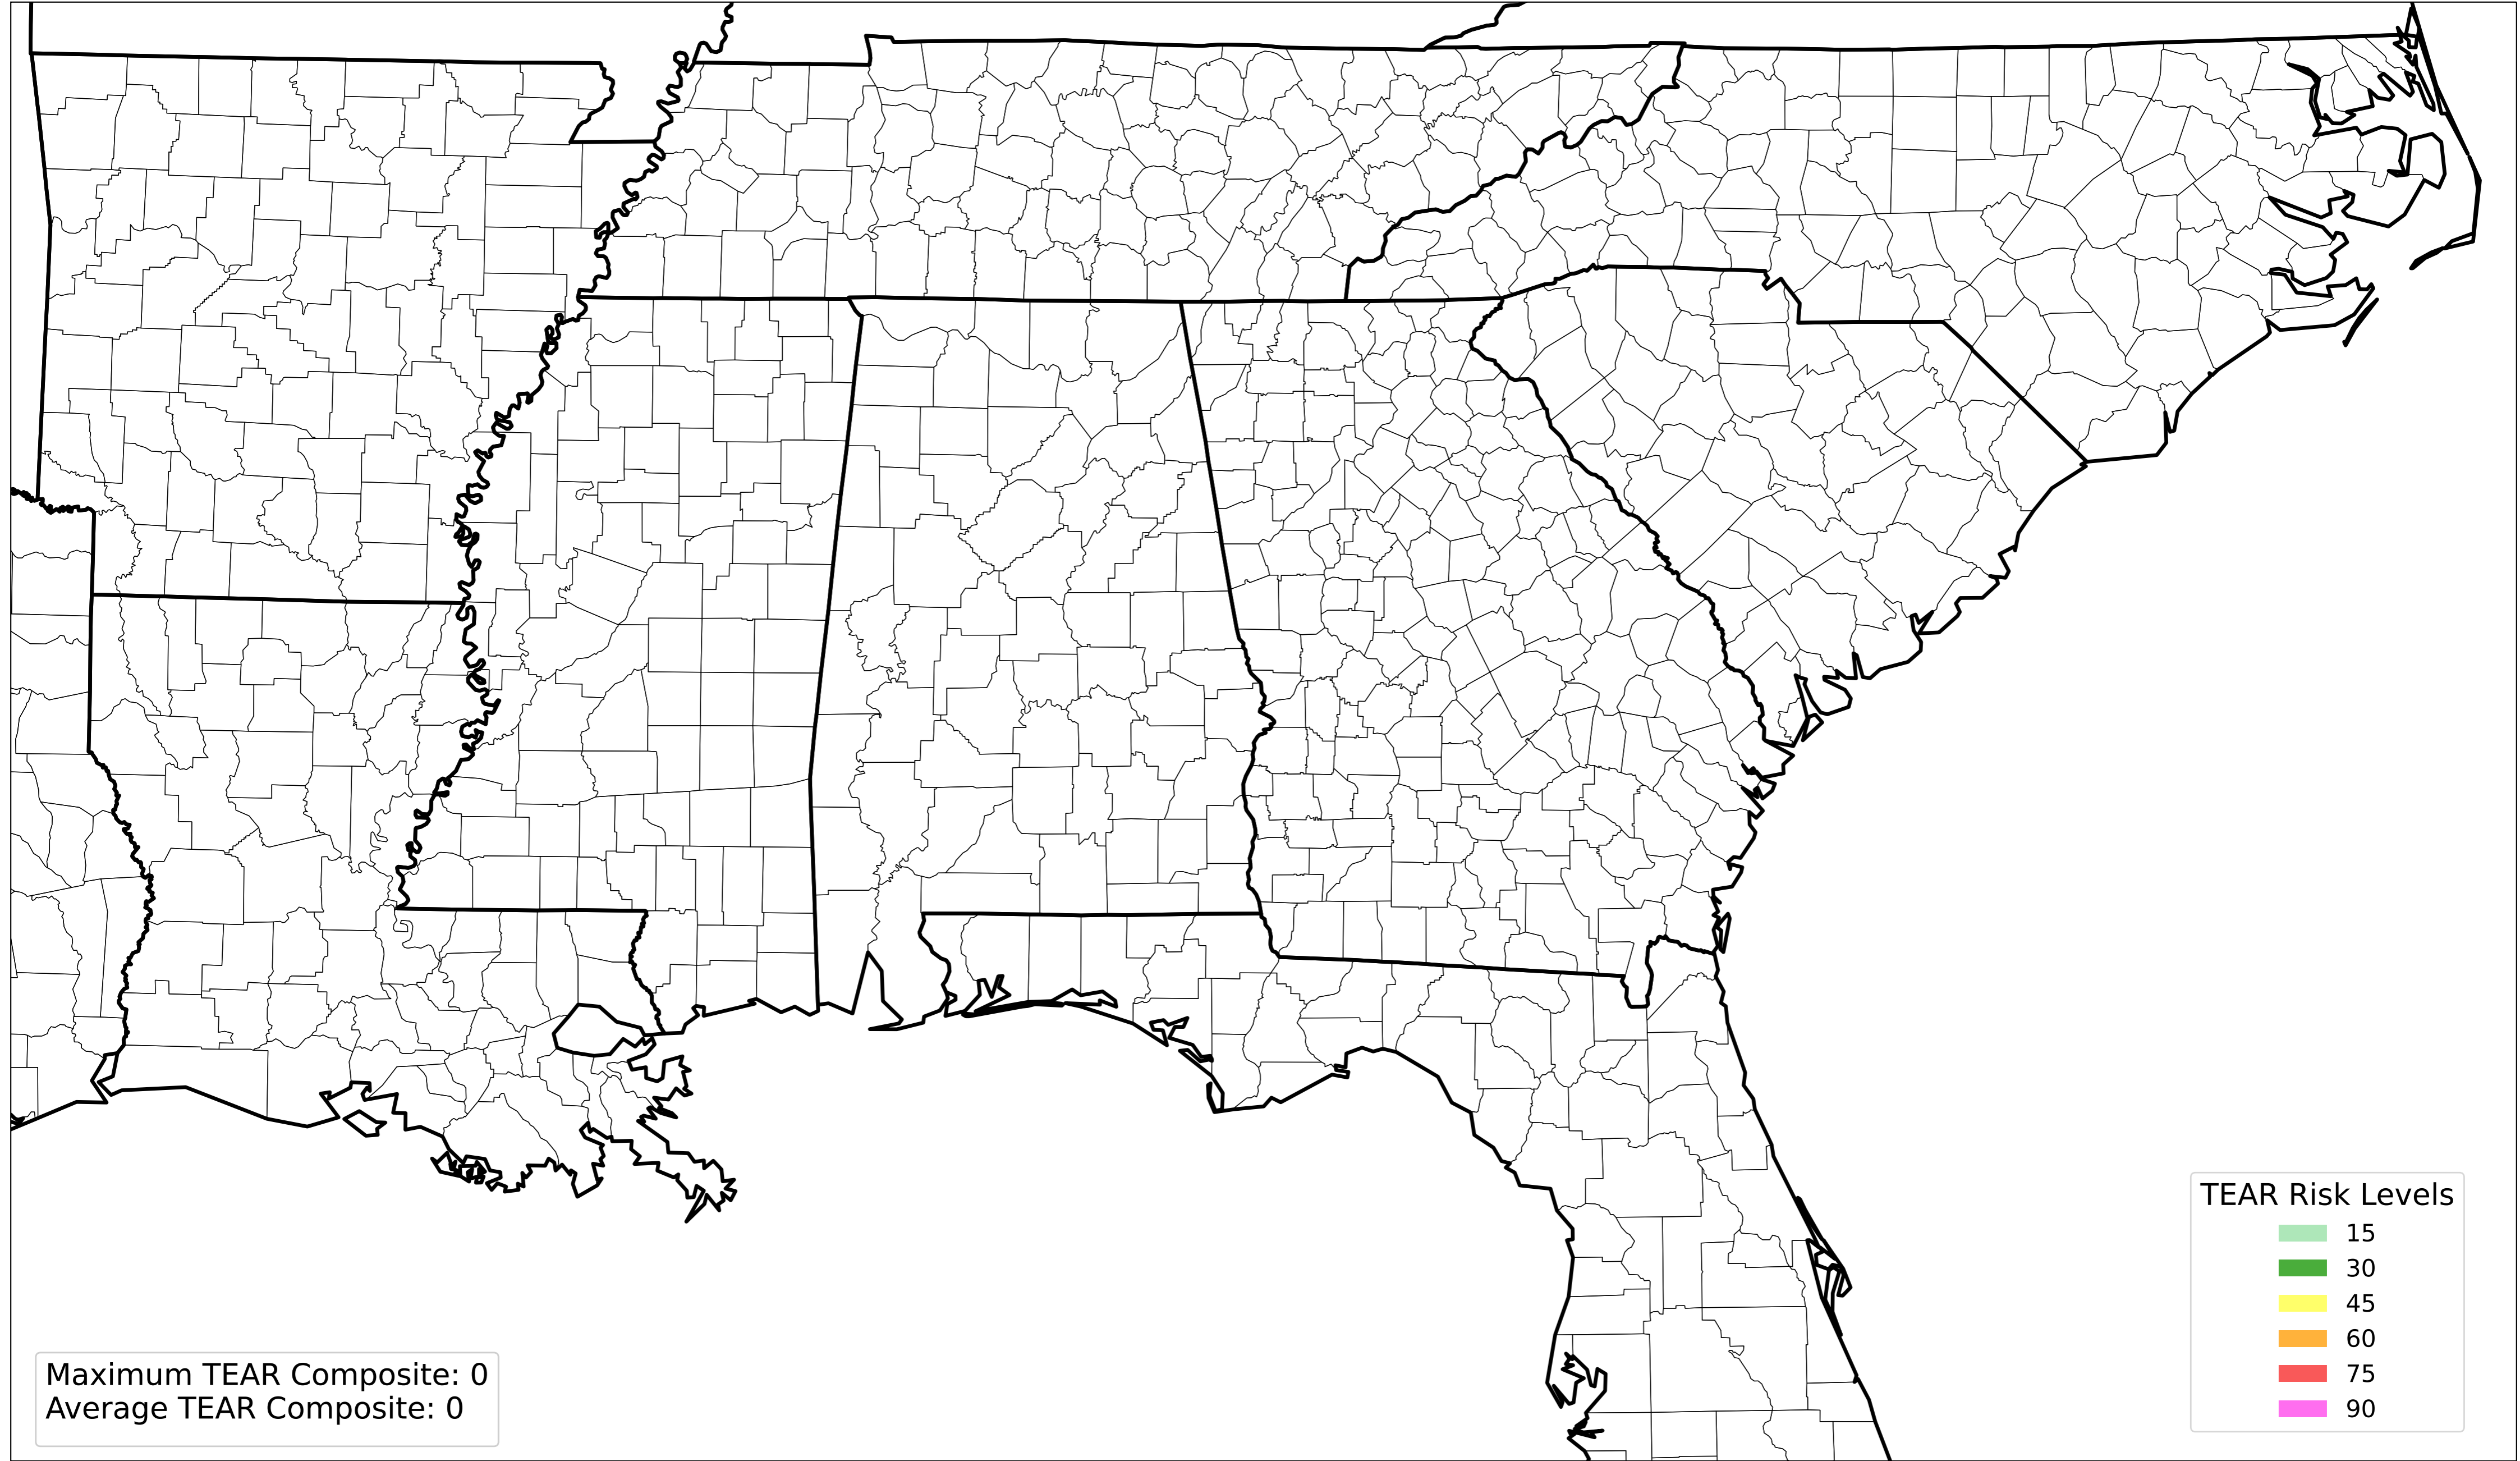 TEAR Risk Levels
15
30
45
60
75
90
Maximum TEAR Composite: 0
Average TEAR Composite: 0